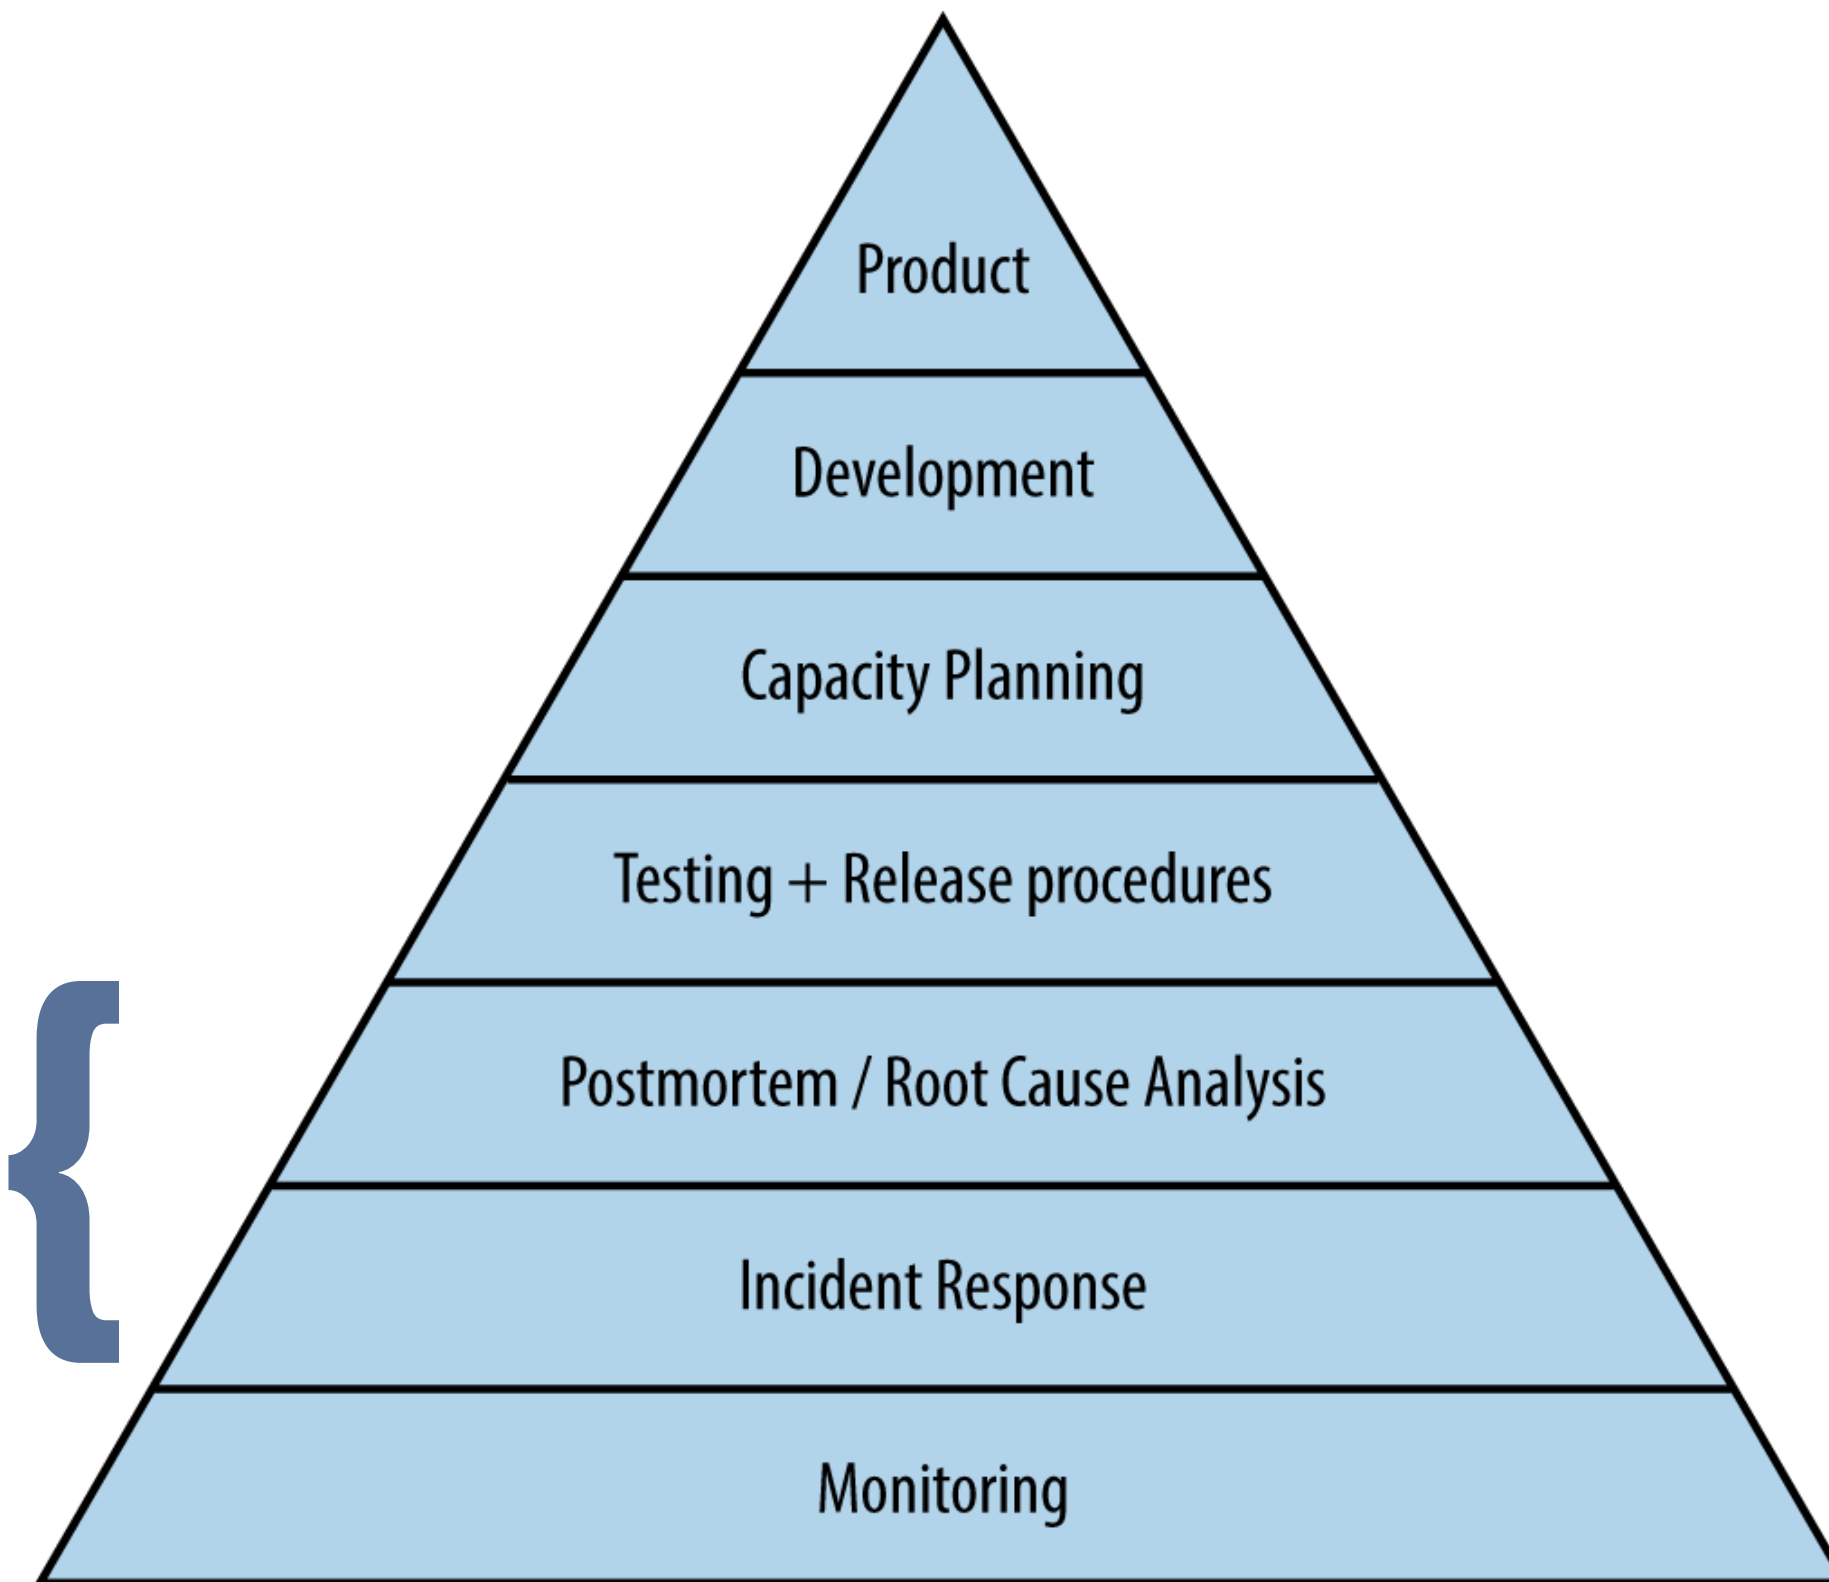 Product
Development
Capacity Planning
Testing + Release procedures
{
Postmortem / Root Cause Analysis
Incident Response
Monitoring